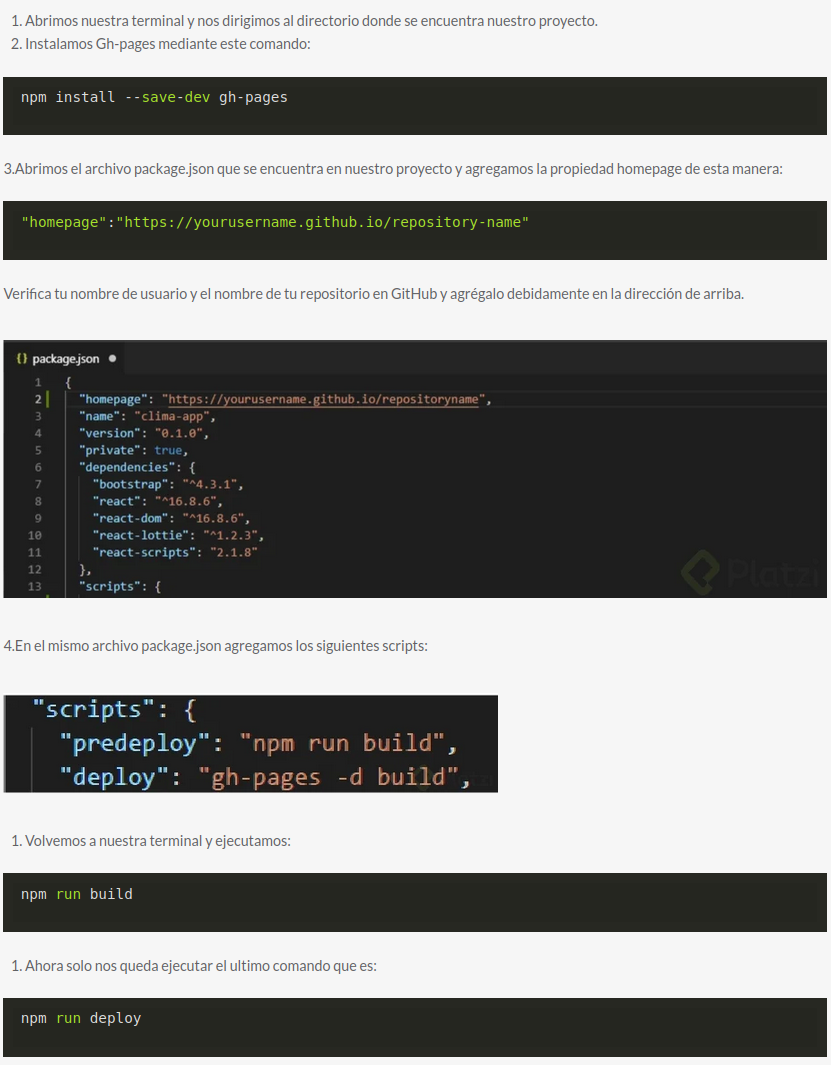 1. Abrimos nuestra terminal y nos dirigimos al directorio donde se encuentra nuestro proyecto.
2. Instalamos Gh-pages mediante este comando:
npm install --save-dev gh-pages
3.Abrimos el archivo package.json que se encuentra en nuestro proyecto y agregamos la propiedad homepage de esta manera:
"homepage":"https://yourusername.github.io/repository-name"
Verifica tu nombre de usuario y el nombre de tu repositorio en GitHub y agrégalo debidamente en la dirección de arriba.
{} package.json ●
1 {
2 "homepage": "https://yourusername.github.io/repositoryname",
3 "name": "clima-app",
4 "version": "0.1.0",
5 "private": true,
6 "dependencies": {
7 "bootstrap": "^4.3.1",
8 "react": "^16.8.6",
9 "react-dom": "^16.8.6",
10 "react-lottie": "^1.2.3",
11 "react-scripts": "2.1.8"
12 },
13 "scripts": {
Platzi
4.En el mismo archivo package.json agregamos los siguientes scripts:
"scripts": {
"predeploy": "npm run build",
"deploy": "gh-pages -d build",
1. Volvemos a nuestra terminal y ejecutamos:
npm run build
1. Ahora solo nos queda ejecutar el ultimo comando que es:
npm run deploy